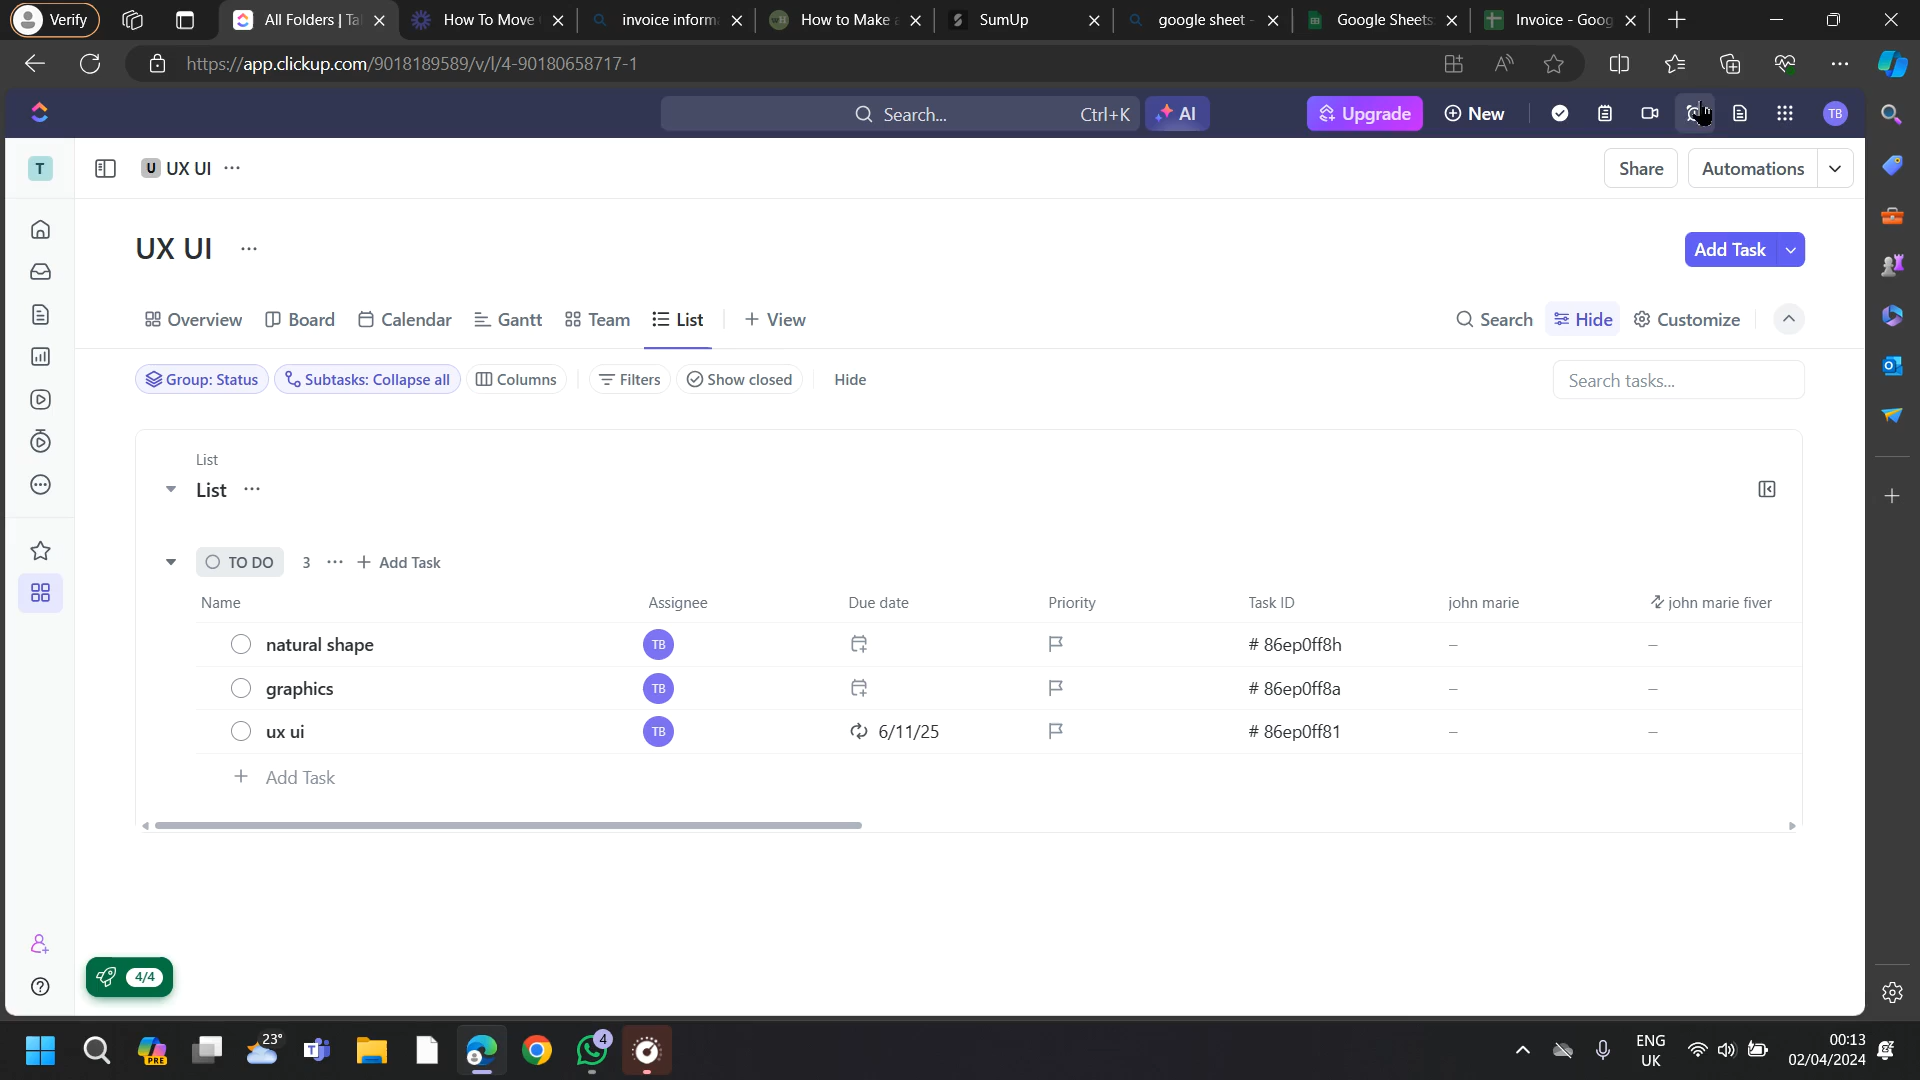 Verify
All Folders | Ta
How To Move
invoice inform
How to Make
SumUp
google sheet -
Google Sheets
Invoice - Goog
https://app.clickup.com/9018189589/v/l/4-90180658717-1
Search...
Ctrl+K
AI
Upgrade
New
TB
T
U UX UI
Share
Automations
UX UI
Add Task
Overview
Board
Calendar
Gantt
Team
List
View
Search
Hide
Customize
Group: Status
Subtasks: Collapse all
Columns
Filters
Show closed
Hide
Search tasks...
List
List
TO DO 3 Add Task
Name Assignee Due date Priority Task ID john marie john marie fiver
natural shape TB # 86ep0ff8h – –
graphics TB # 86ep0ff8a – –
ux ui TB 6/11/25 # 86ep0ff81 – –
Add Task
4/4
PRE
23°
4
ENG
UK
00:13
02/04/2024